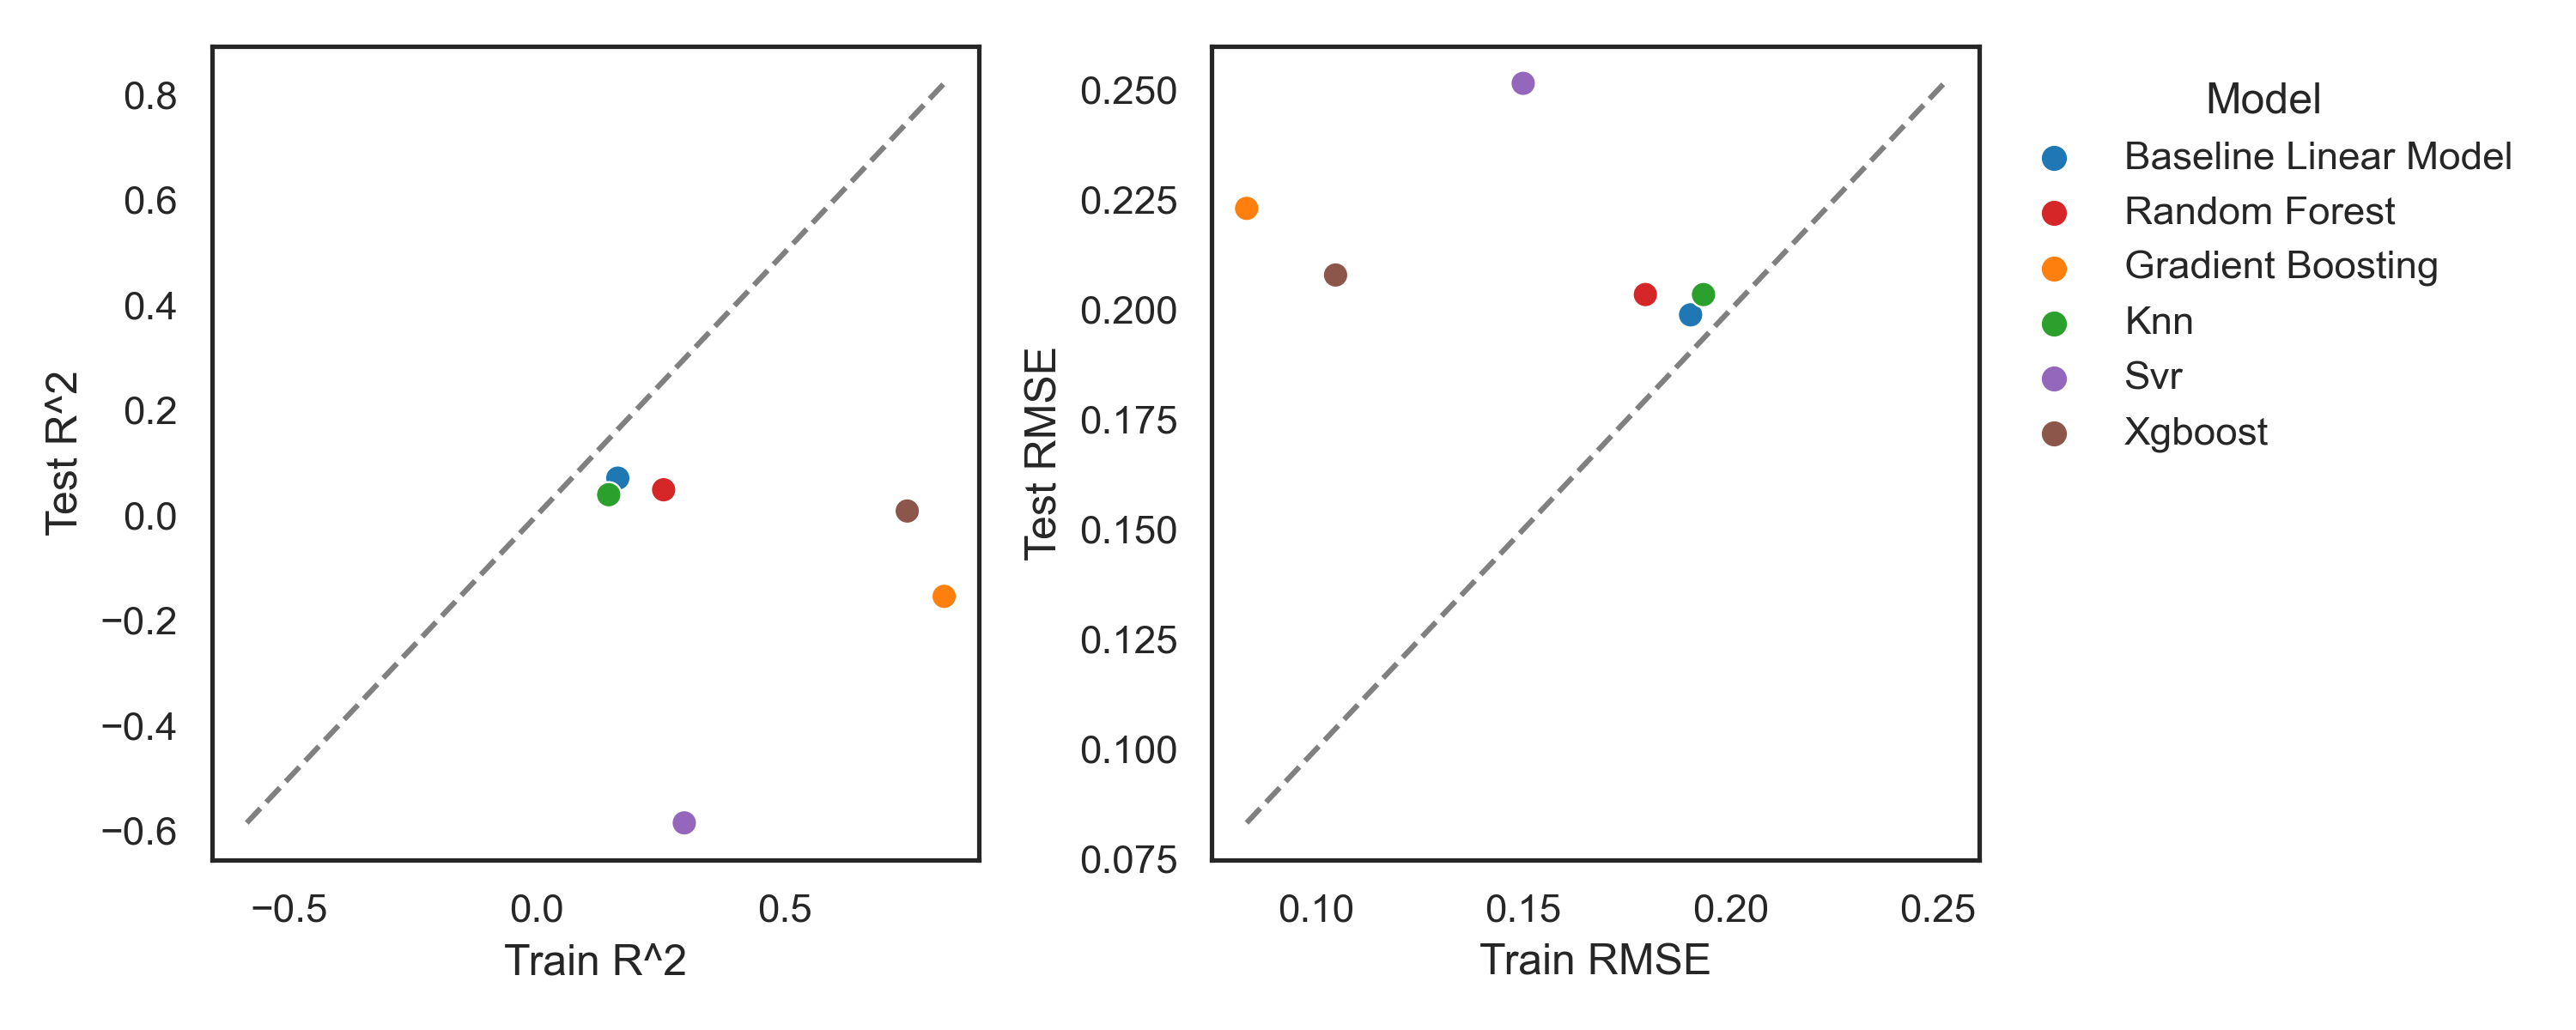 0.8
0.6
0.4
0.2
0.0
−0.2
−0.4
−0.6
Test R^2
−0.5 0.0 0.5
Train R^2
0.250
0.225
0.200
0.175
0.150
0.125
0.100
0.075
Test RMSE
0.10 0.15 0.20 0.25
Train RMSE
Model
Baseline Linear Model
Random Forest
Gradient Boosting
Knn
Svr
Xgboost